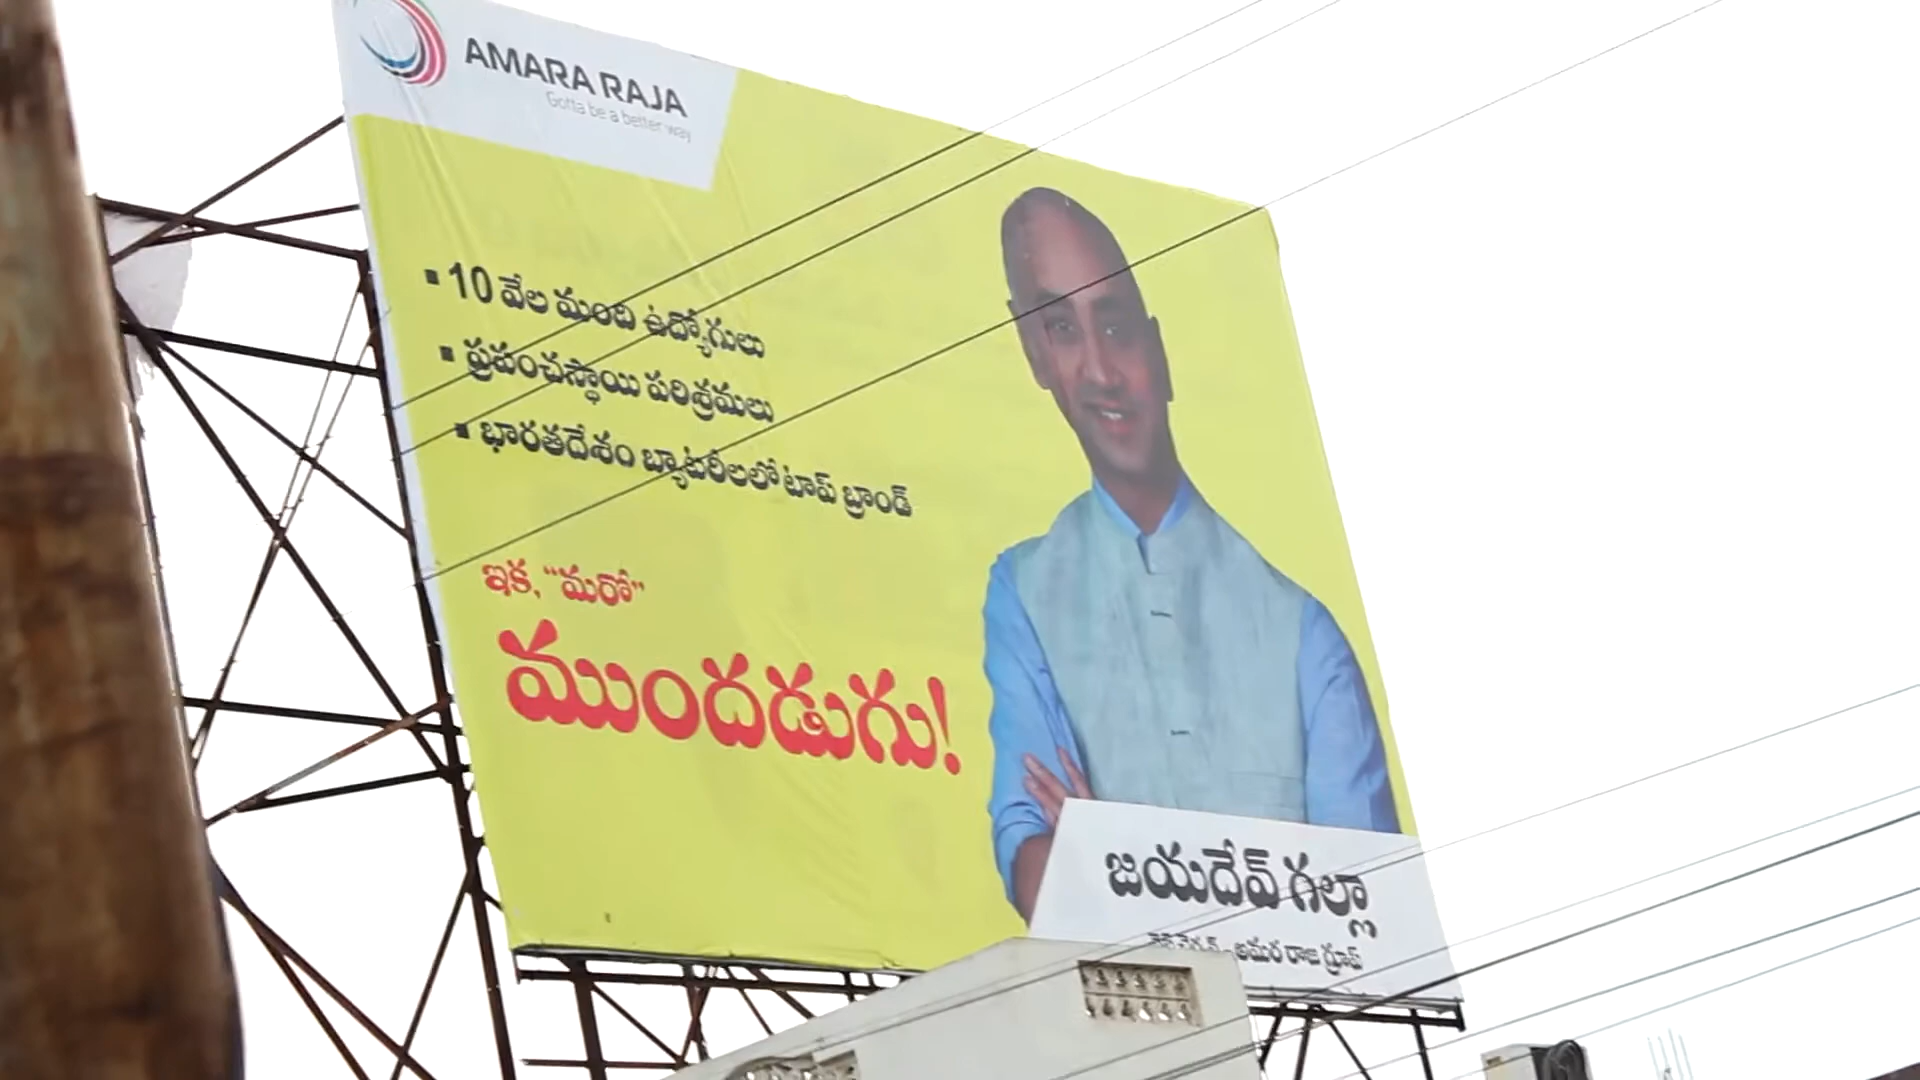 AMARA RAJA
Gotta be a better way
▪ 10 వేల మంది ఉద్యోగులు
▪ ప్రపంచస్థాయి పరిశ్రమలు
▪ భారతదేశం బ్యాటరీలలో టాప్ బ్రాండ్
ఇక, "మరో"
ముందడుగు!
జయదేవ్ గల్లా
- అమర రాజా గ్రూప్